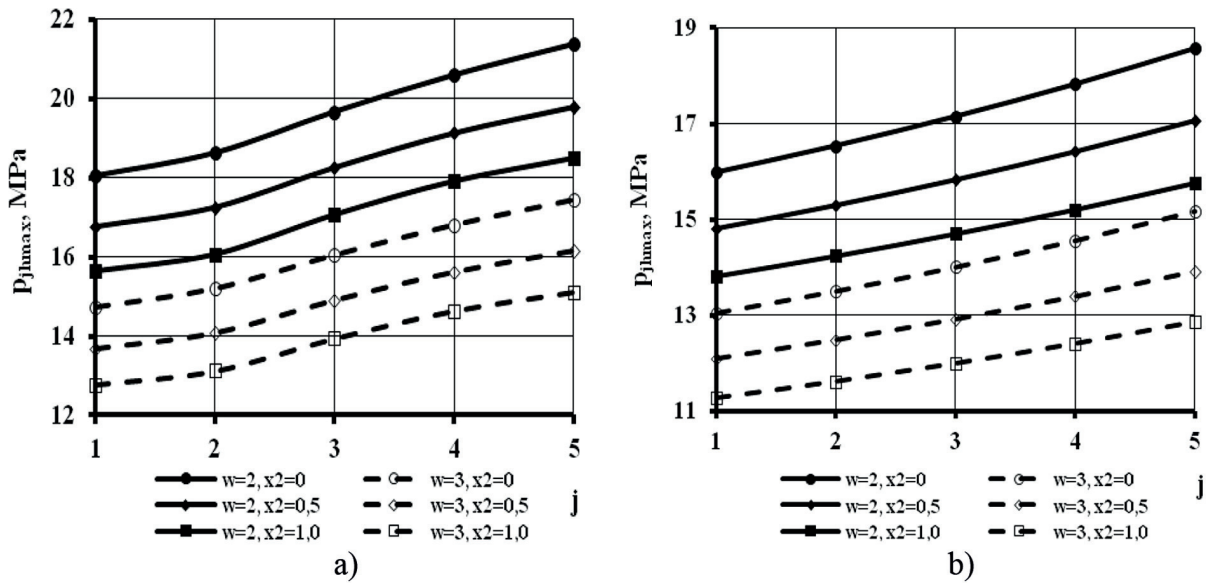 pjhmax, MPa
22
20
18
16
14
12
1 2 3 4 5
w=2, x2=0
w=3, x2=0
w=2, x2=0,5
w=3, x2=0,5
w=2, x2=1,0
w=3, x2=1,0
j
a)
pjhmax, MPa
19
17
15
13
11
1 2 3 4 5
w=2, x2=0
w=3, x2=0
w=2, x2=0,5
w=3, x2=0,5
w=2, x2=1,0
w=3, x2=1,0
j
b)